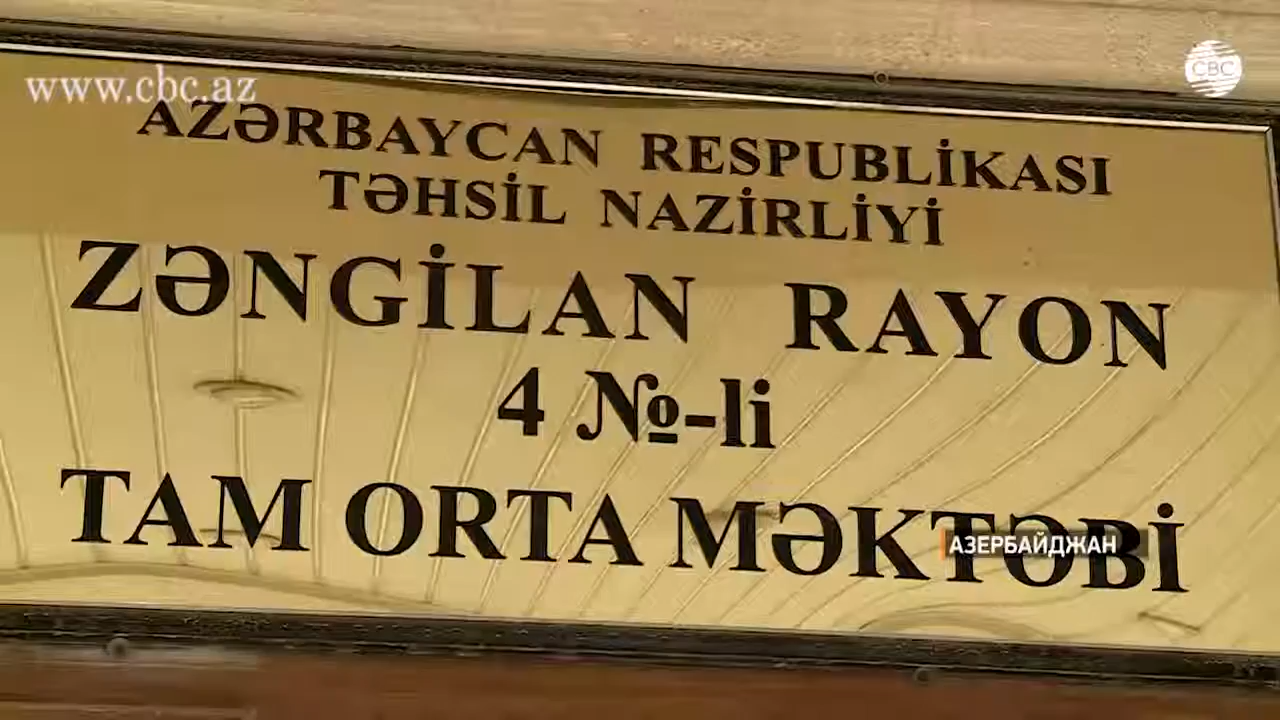 www.cbc.az
CBC
AZƏRBAYCAN RESPUBLİKASI
TƏHSİL NAZİRLİYİ
ZƏNGİLAN RAYON
4 №-li
TAM ORTA MƏKTƏBİ
АЗЕРБАЙДЖАН